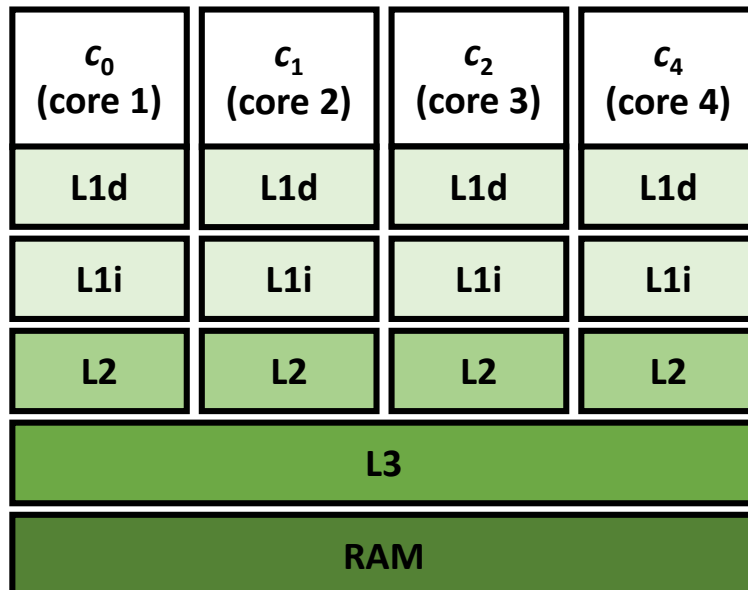 c₀ c₁ c₂ c₄
(core 1) (core 2) (core 3) (core 4)
L1d L1d L1d L1d
L1i L1i L1i L1i
L2 L2 L2 L2
L3
RAM